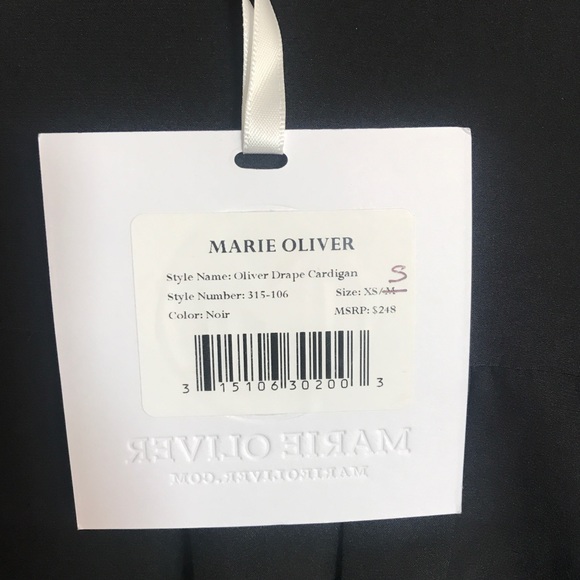 MARIE OLIVER
Style Name: Oliver Drape Cardigan
Style Number: 315-106 Size: XS/M S
Color: Noir MSRP: $248
3 15106 30200 3
MARIE OLIVER
MARIEOLIVER.COM